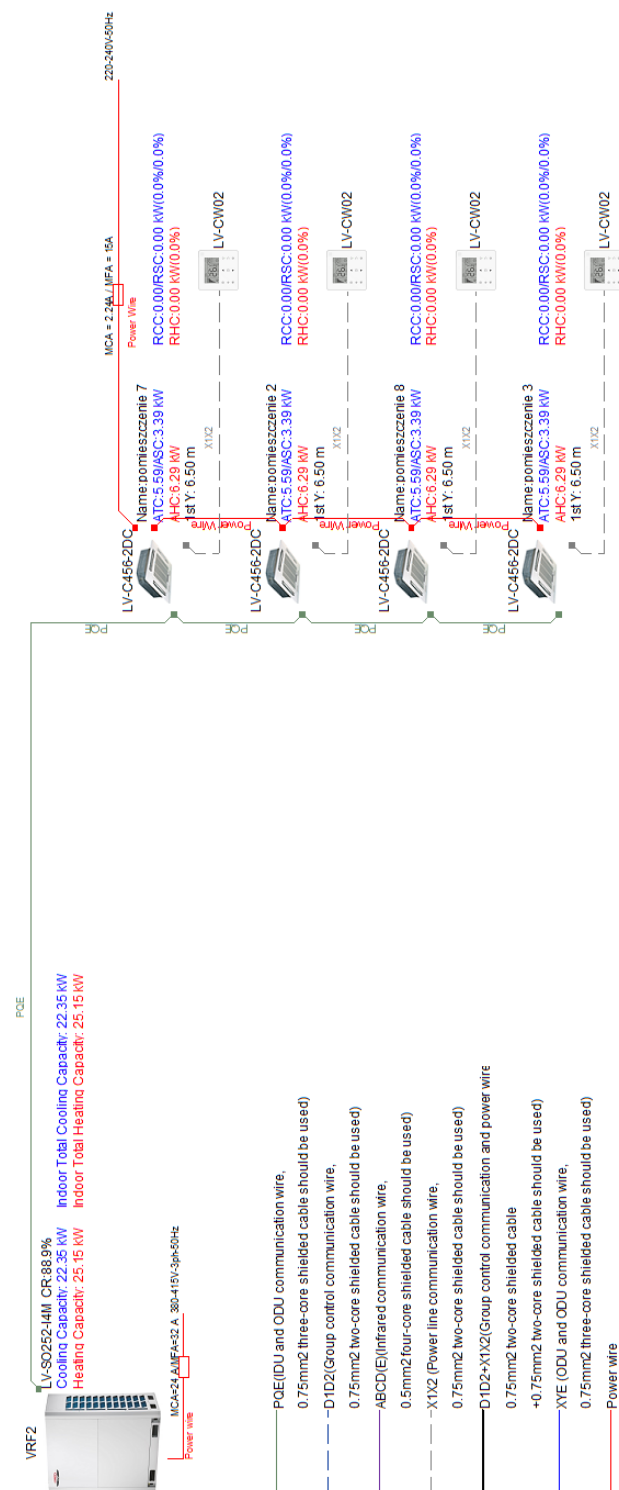 VRF2
LV-SO252-I4M CR:88.9%
Cooling Capacity: 22.35 kW Indoor Total Cooling Capacity: 22.35 kW
Heating Capacity: 25.15 kW Indoor Total Heating Capacity: 25.15 kW
PQE
MCA=24 A/MFA=32 A 380-415V-3ph-50Hz
Power wire
220-240V-50Hz
MCA = 2.24A / MFA = 15A
Power Wire
PQE
LV-C456-2DC
Name:pomieszczenie 7
ATC:5.59/ASC:3.39 kW
AHC:6.29 kW
1st Y: 6.50 m
RCC:0.00/RSC:0.00 kW(0.0%/0.0%)
RHC:0.00 kW(0.0%)
X1X2
LV-CW02
Power Wire
PQE
LV-C456-2DC
Name:pomieszczenie 2
ATC:5.59/ASC:3.39 kW
AHC:6.29 kW
1st Y: 6.50 m
RCC:0.00/RSC:0.00 kW(0.0%/0.0%)
RHC:0.00 kW(0.0%)
X1X2
LV-CW02
Power Wire
PQE
LV-C456-2DC
Name:pomieszczenie 8
ATC:5.59/ASC:3.39 kW
AHC:6.29 kW
1st Y: 6.50 m
RCC:0.00/RSC:0.00 kW(0.0%/0.0%)
RHC:0.00 kW(0.0%)
X1X2
LV-CW02
Power Wire
PQE
LV-C456-2DC
Name:pomieszczenie 3
ATC:5.59/ASC:3.39 kW
AHC:6.29 kW
1st Y: 6.50 m
RCC:0.00/RSC:0.00 kW(0.0%/0.0%)
RHC:0.00 kW(0.0%)
X1X2
LV-CW02
PQE(IDU and ODU communication wire,
0.75mm2 three-core shielded cable should be used)
D1D2(Group control communication wire,
0.75mm2 two-core shielded cable should be used)
ABCD(E)(Infrared communication wire,
0.5mm2 four-core shielded cable should be used)
X1X2 (Power line communication wire,
0.75mm2 two-core shielded cable should be used)
D1D2+X1X2(Group control communication and power wire
0.75mm2 two-core shielded cable
+0.75mm2 two-core shielded cable should be used)
XYE (ODU and ODU communication wire,
0.75mm2 three-core shielded cable should be used)
Power wire